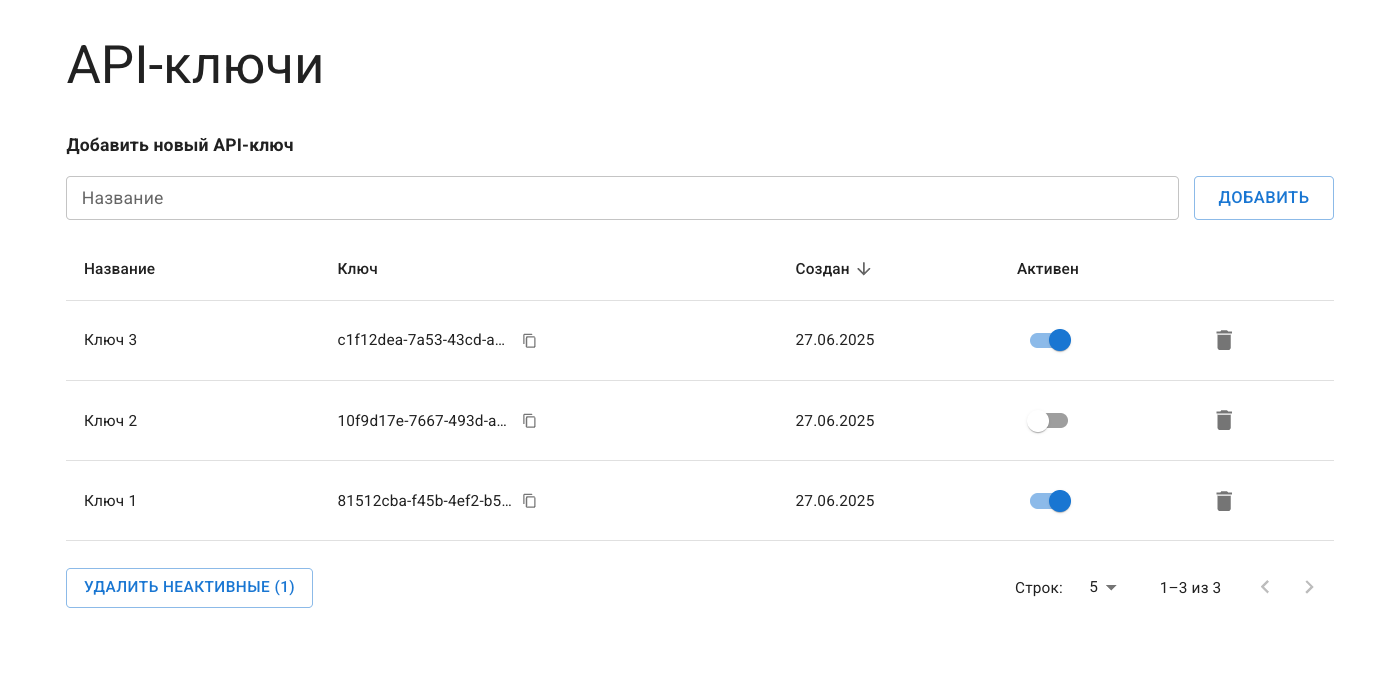 API-ключи
Добавить новый API-ключ
Название
ДОБАВИТЬ
Название Ключ Создан Активен
Ключ 3 c1f12dea-7a53-43cd-a... 27.06.2025
Ключ 2 10f9d17e-7667-493d-a... 27.06.2025
Ключ 1 81512cba-f45b-4ef2-b5... 27.06.2025
УДАЛИТЬ НЕАКТИВНЫЕ (1) Строк: 5 1–3 из 3